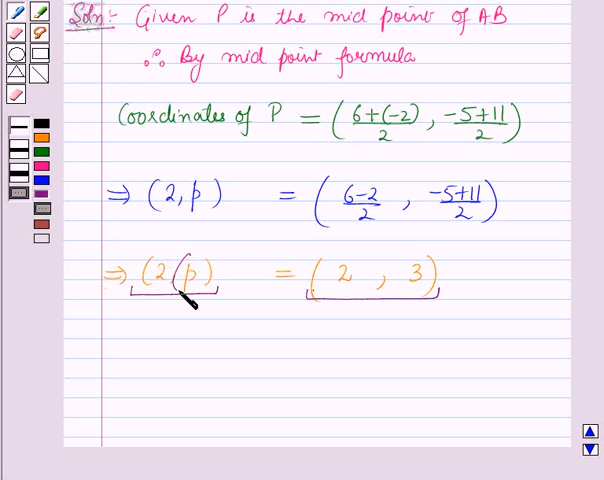 Soln:- Given P is the mid point of AB
∴ By mid point formula
Coordinates of P = (6+(-2)/2, -5+11/2)
⇒ (2, p) = (6-2/2, -5+11/2)
⇒ (2, p) = (2, 3)